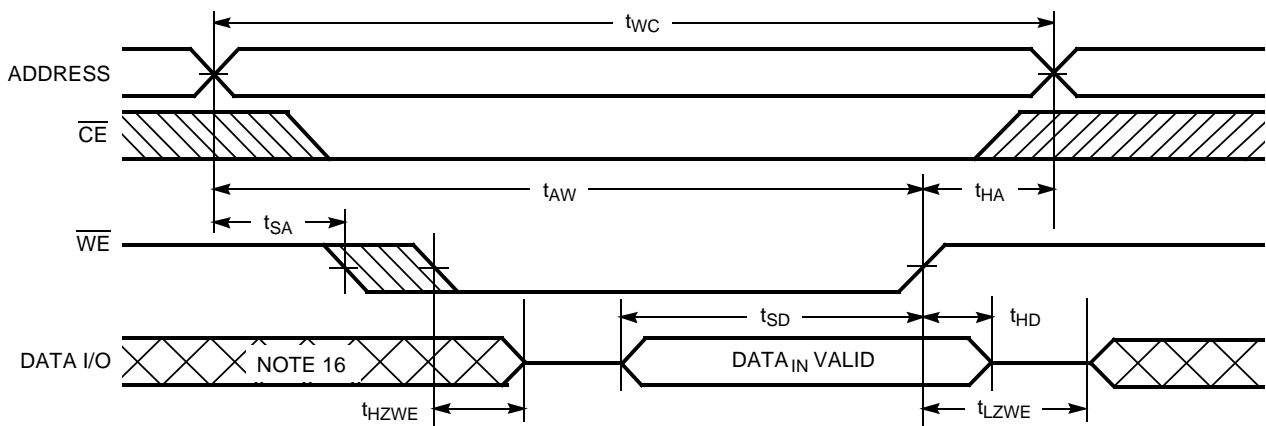 tWC
ADDRESS
CE
tAW
tHA
tSA
WE
tSD
tHD
DATA I/O
NOTE 16
DATAIN VALID
tHZWE
tLZWE